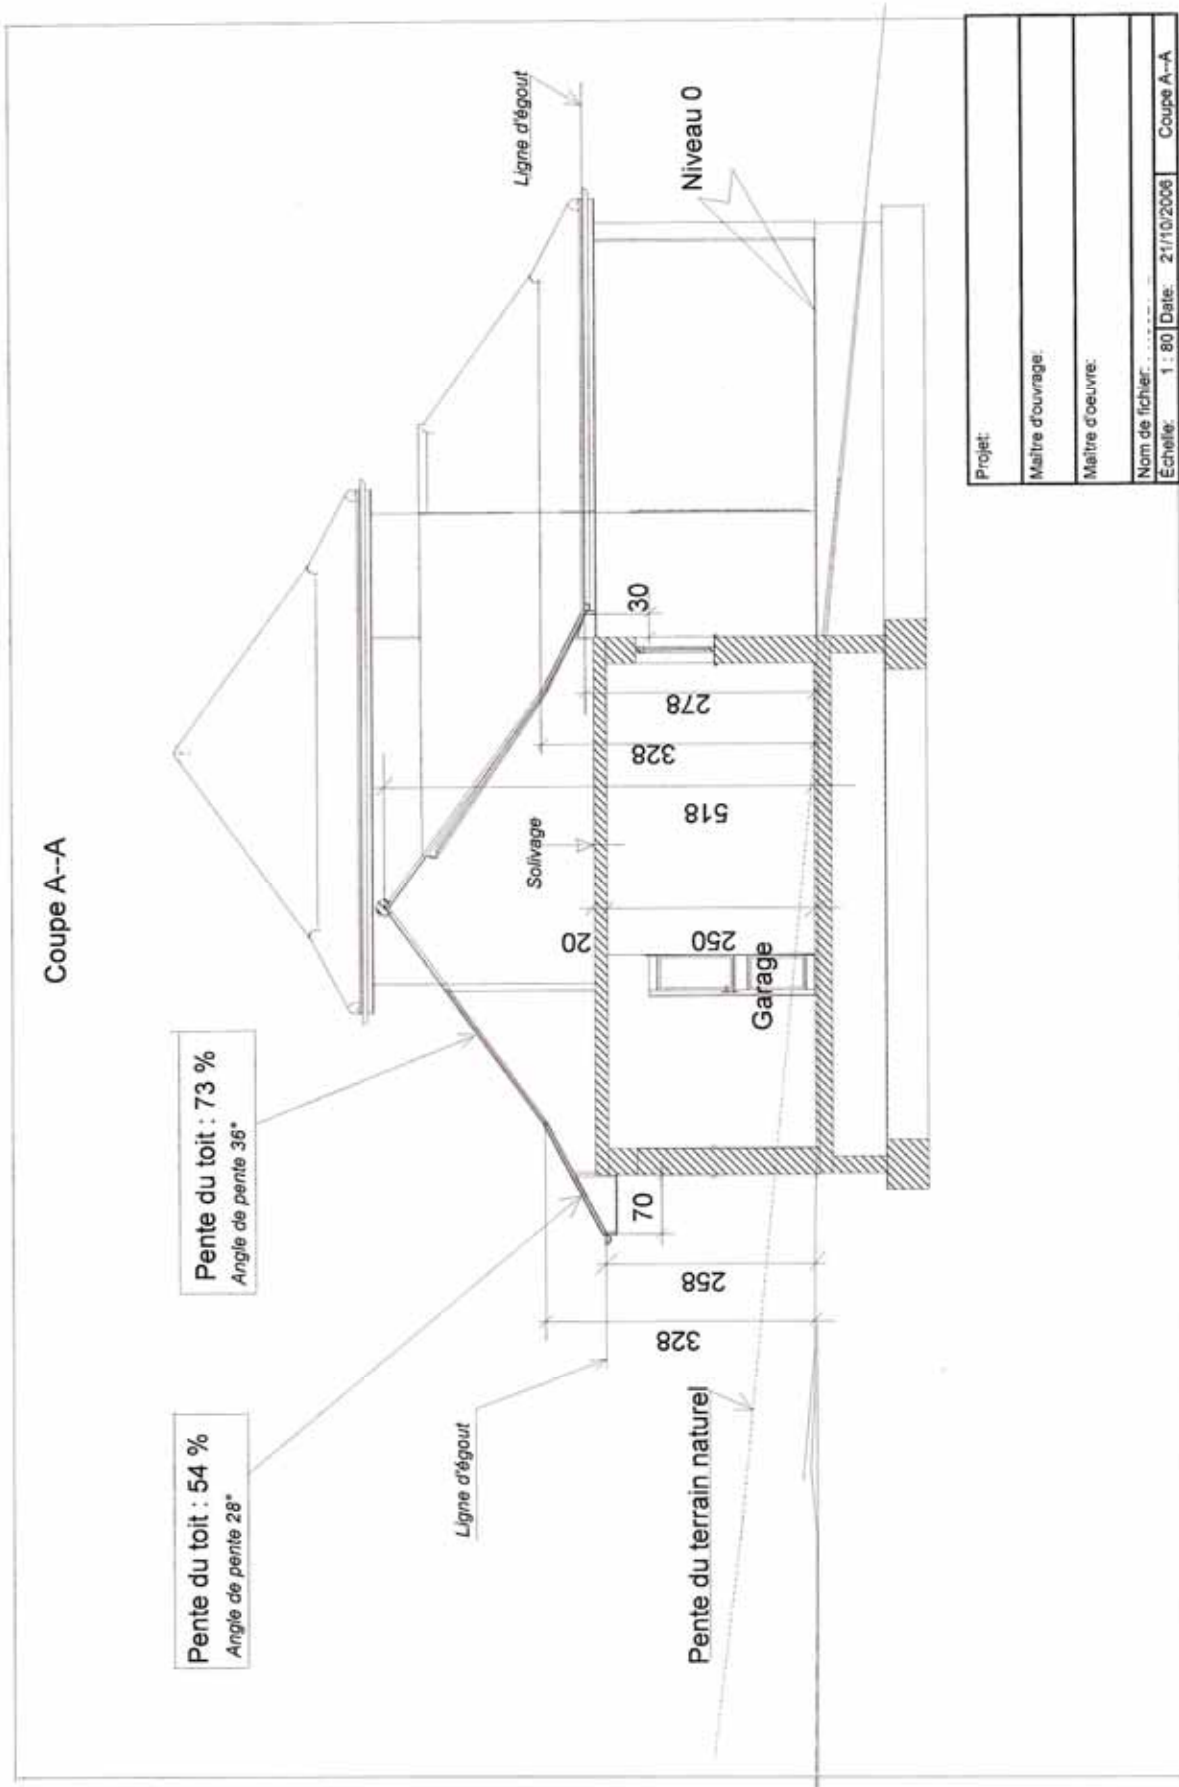 Coupe A--A
Pente du toit : 54 %
Angle de pente 28°
Pente du toit : 73 %
Angle de pente 36°
Ligne d'égout
Ligne d'égout
Solivage
Niveau 0
Pente du terrain naturel
Garage
328
258
70
20
250
518
328
278
30
Projet:
Maître d'ouvrage:
Maître d'oeuvre:
Nom de fichier:
Échelle: 1 : 80 Date: 21/10/2006 Coupe A--A